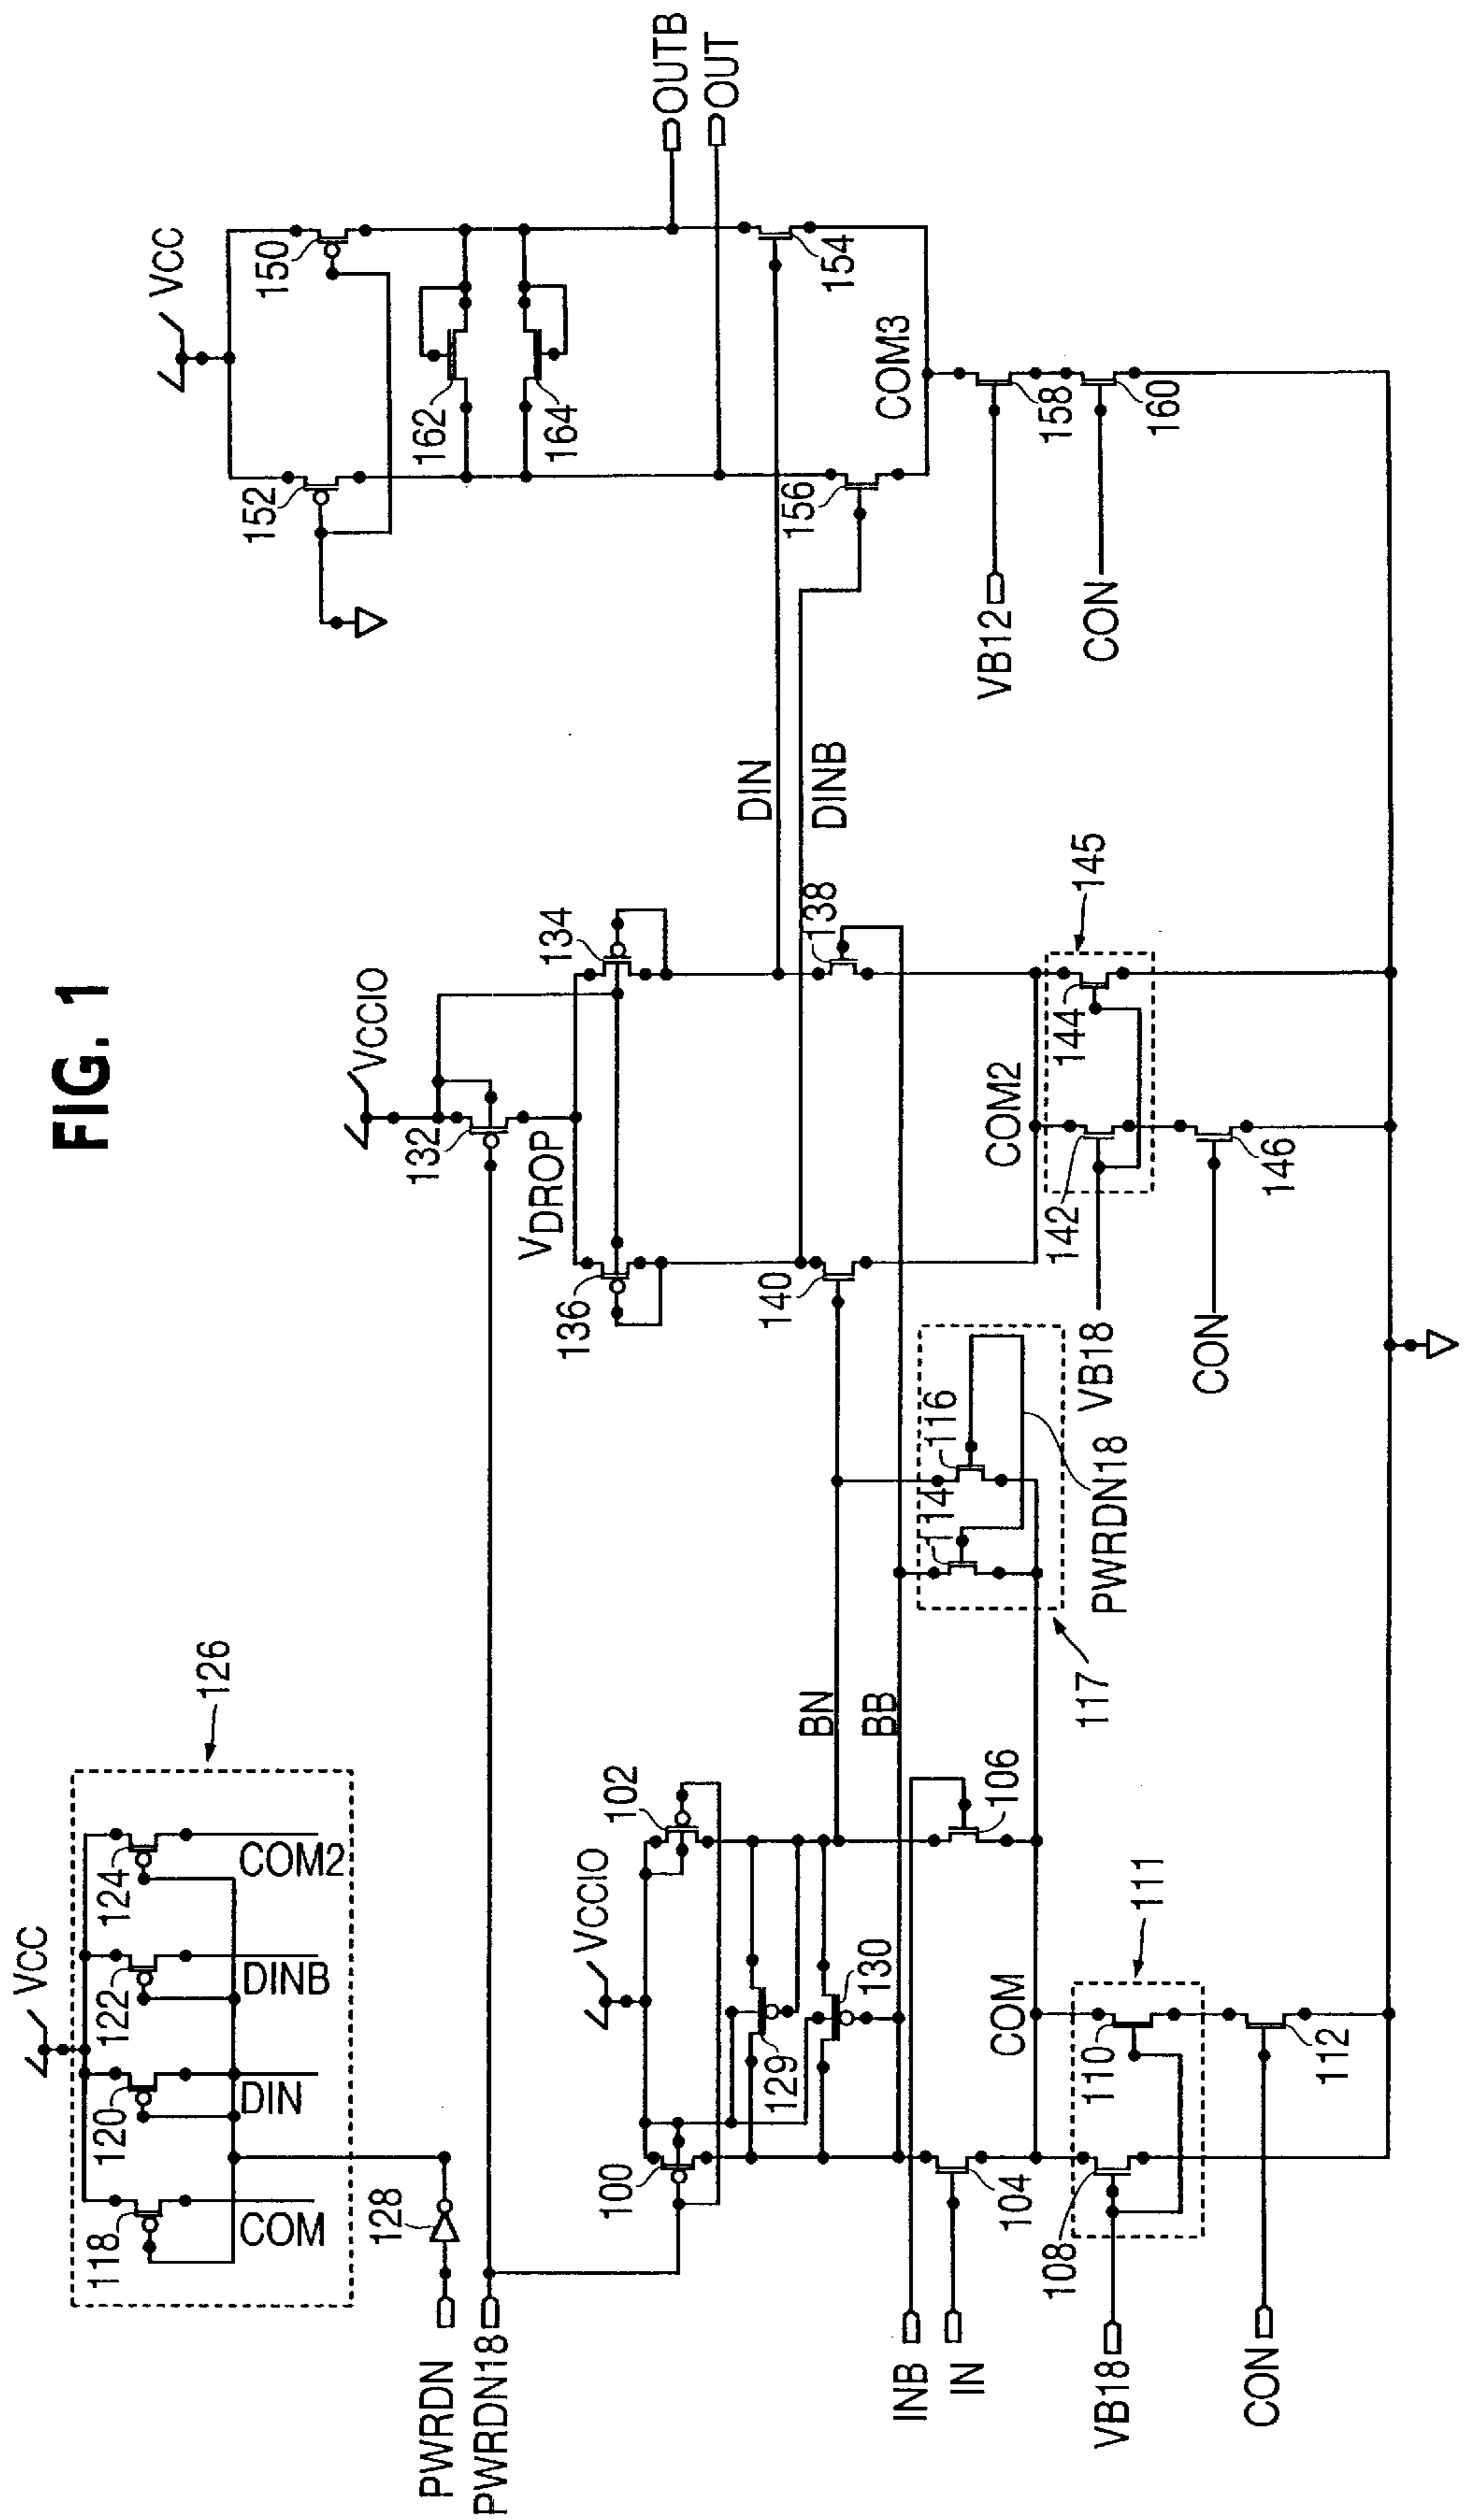 FIG. 1
VCC
126
118
120
122
124
COM
DIN
DINB
COM2
128
PWRDN
PWRDN18
VCCIO
100
102
129
130
BN
BB
INB
IN
104
106
COM
111
108
110
VB18
CON
112
117
114
116
PWRDN18
VCCIO
132
VDROP
136
134
140
138
DIN
DINB
COM2
145
142
144
VB18
CON
146
VCC
152
150
162
164
OUTB
OUT
156
154
COM3
VB12
158
CON
160